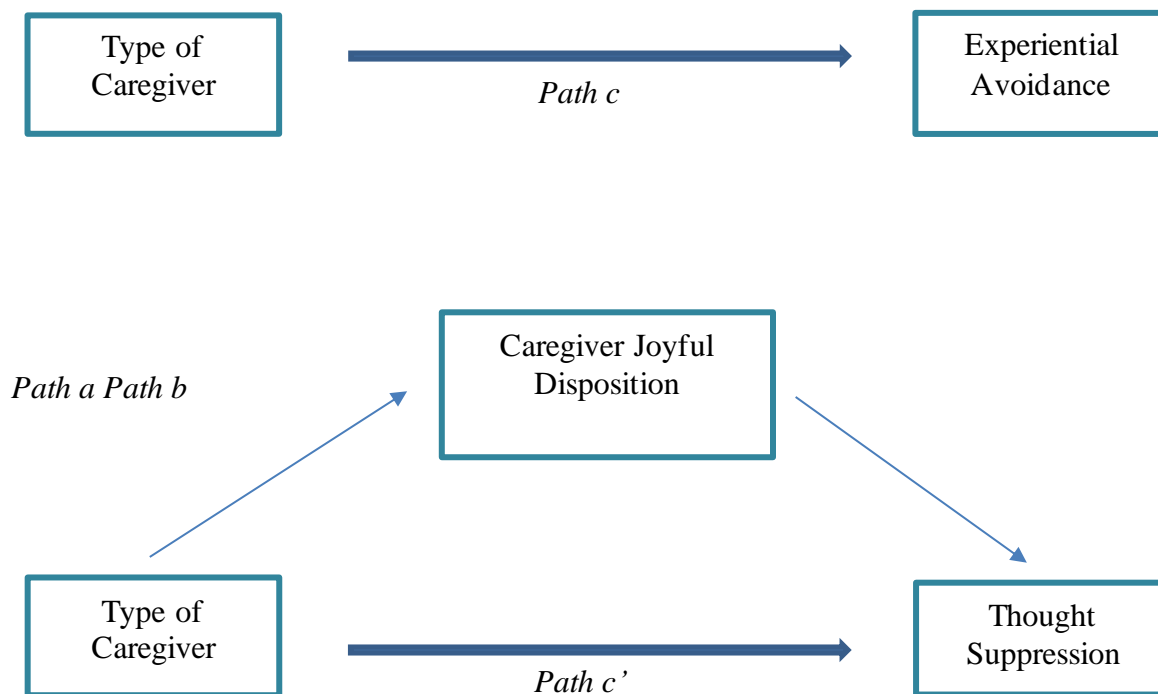 Type of
Caregiver
Path c
Experiential
Avoidance
Caregiver Joyful
Disposition
Path a Path b
Type of
Caregiver
Path c’
Thought
Suppression